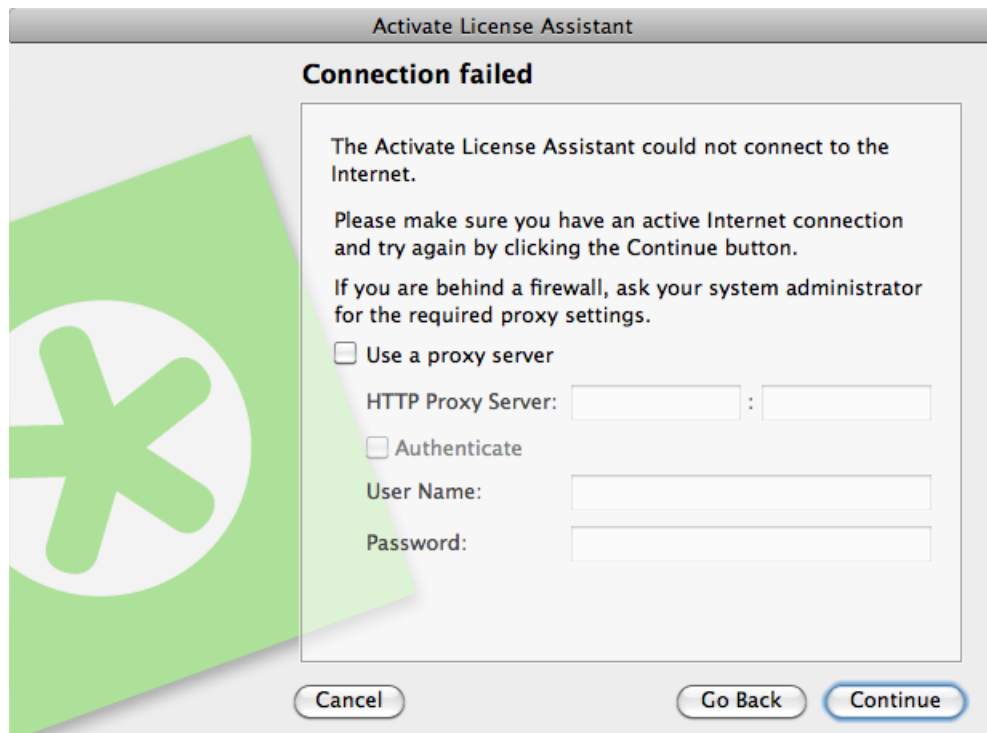 Activate License Assistant
Connection failed
The Activate License Assistant could not connect to the
Internet.
Please make sure you have an active Internet connection
and try again by clicking the Continue button.
If you are behind a firewall, ask your system administrator
for the required proxy settings.
Use a proxy server
HTTP Proxy Server: :
Authenticate
User Name:
Password:
Cancel Go Back Continue